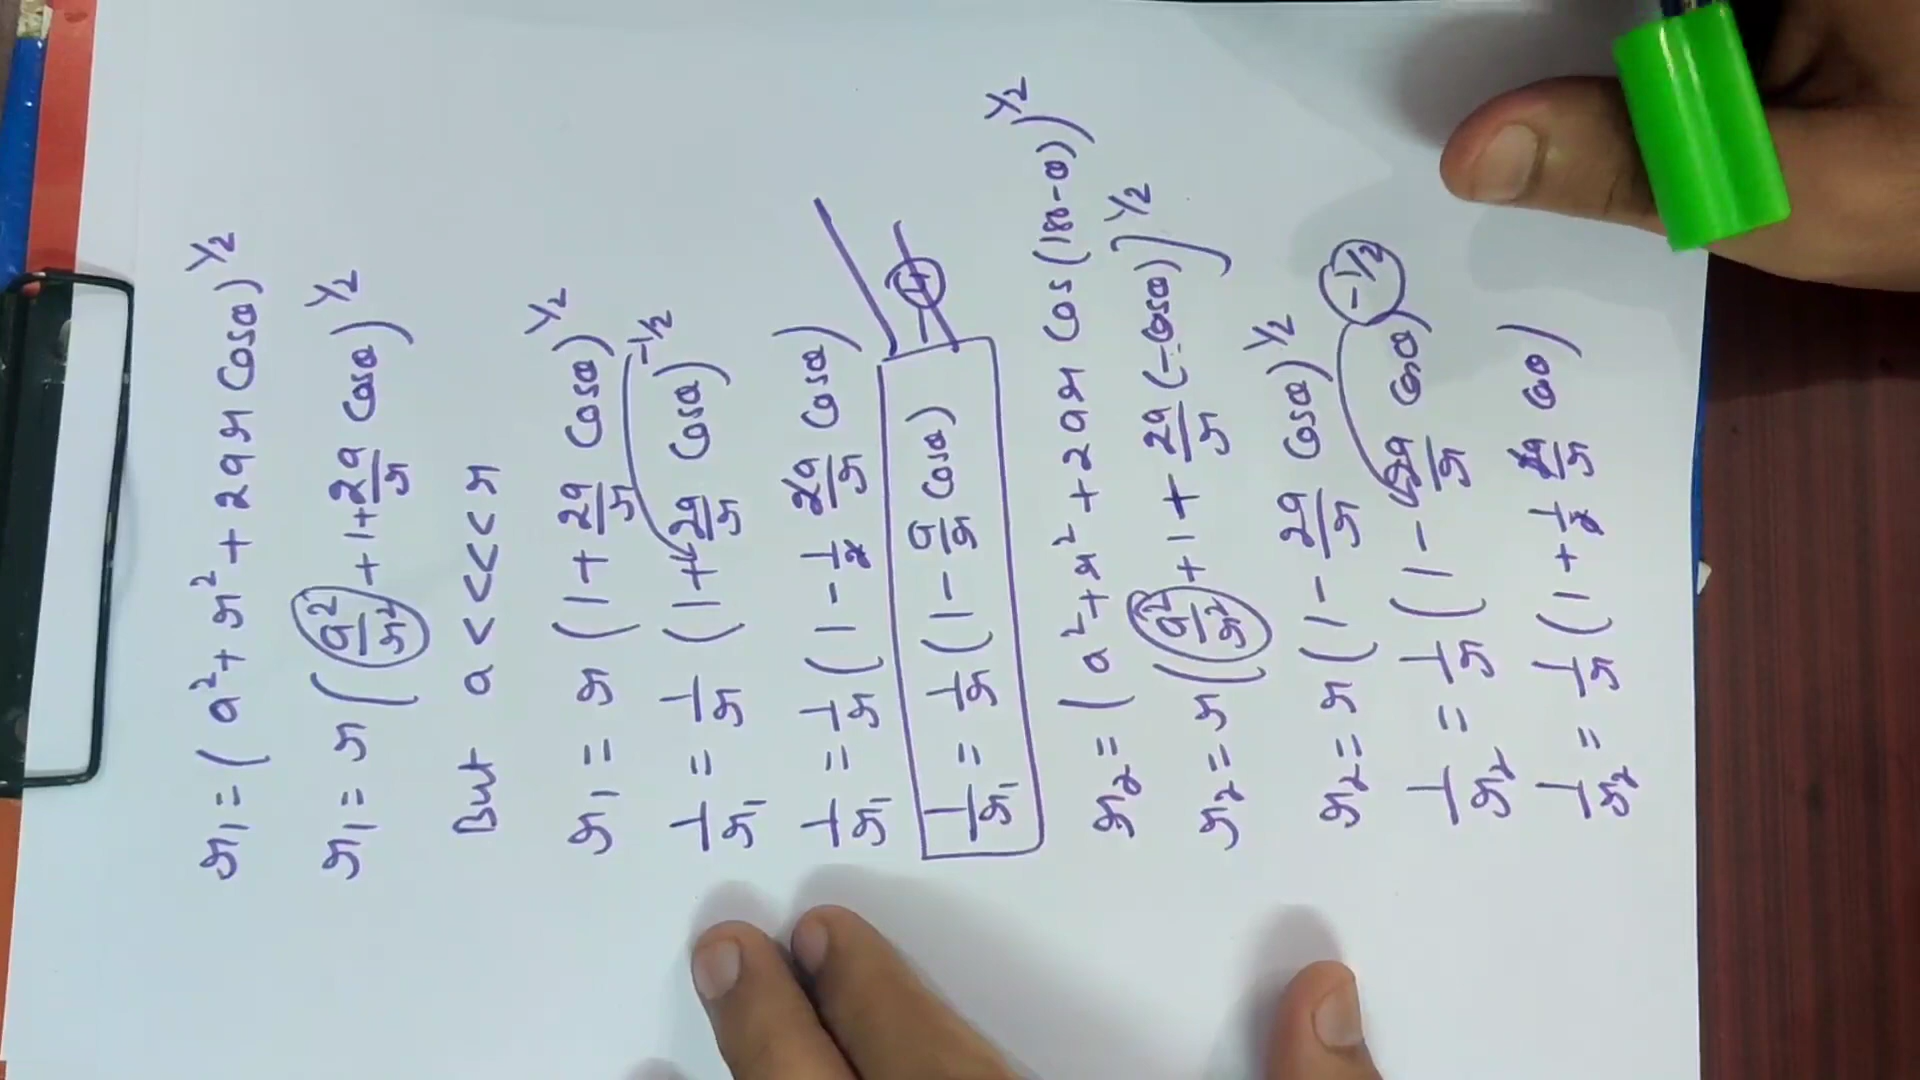 r₁ = (a² + r² + 2ar Cosθ)^1/2
r₁ = r (a²/r² + 1 + 2a/r Cosθ)^1/2
But a <<< r
r₁ = r (1 + 2a/r Cosθ)^1/2
1/r₁ = 1/r (1 + 2a/r Cosθ)^-1/2
1/r₁ = 1/r (1 - 1/2 2a/r Cosθ)
1/r₁ = 1/r (1 - a/r Cosθ) — 4
r₂ = (a² + r² + 2ar Cos(180-θ))^1/2
r₂ = r (a²/r² + 1 + 2a/r (-Cosθ))^1/2
r₂ = r (1 - 2a/r Cosθ)^1/2
1/r₂ = 1/r (1 - 2a/r Cosθ)^-1/2
1/r₂ = 1/r (1 + 1/2 2a/r Cosθ)